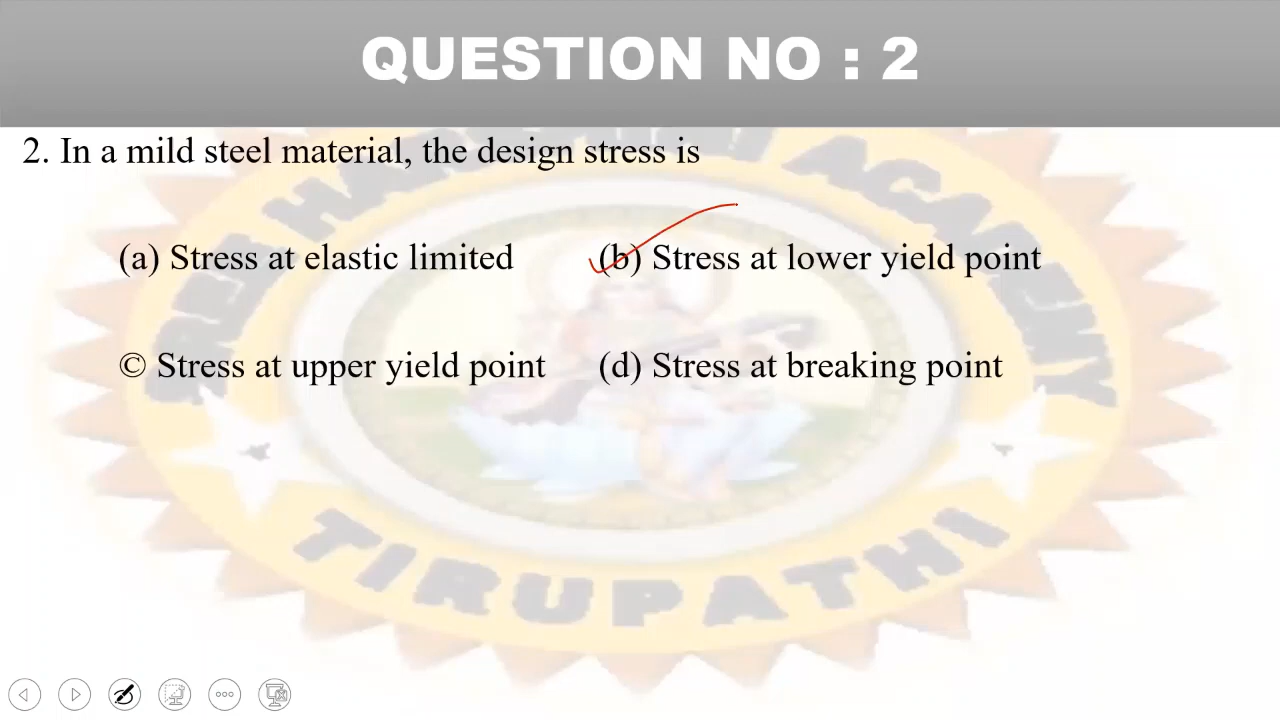 QUESTION NO : 2
2. In a mild steel material, the design stress is
(a) Stress at elastic limited (b) Stress at lower yield point
© Stress at upper yield point (d) Stress at breaking point
TIRUPATHI